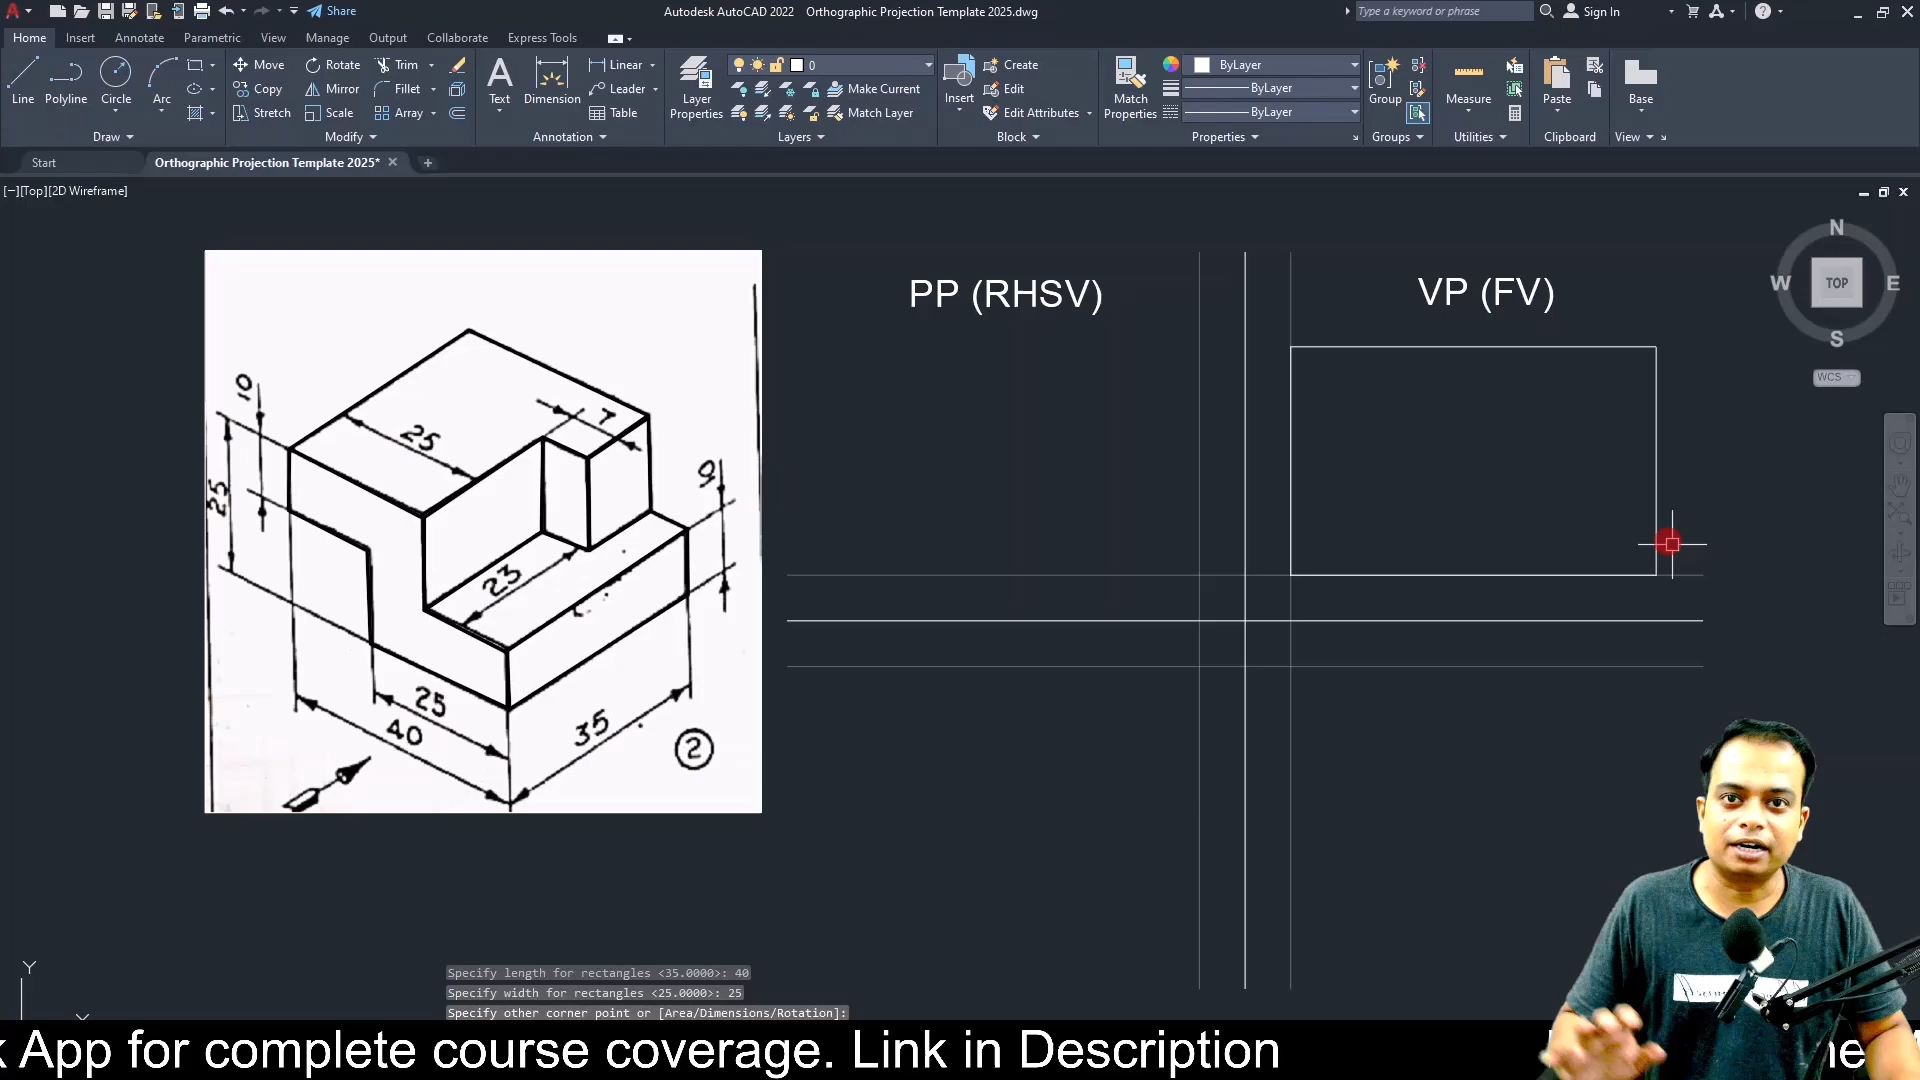 Share
Autodesk AutoCAD 2022 Orthographic Projection Template 2025.dwg
Type a keyword or phrase
Sign In
Home Insert Annotate Parametric View Manage Output Collaborate Express Tools
Line Polyline Circle Arc
Move Rotate Trim
Copy Mirror Fillet
Stretch Scale Array
Text Dimension
Linear
Leader
Table
Layer Properties
0
Make Current
Match Layer
Insert
Create
Edit
Edit Attributes
Match Properties
ByLayer
ByLayer
ByLayer
Group
Measure
Paste
Base
Draw Modify Annotation Layers Block Properties Groups Utilities Clipboard View
Start
Orthographic Projection Template 2025*
[−][Top][2D Wireframe]
PP (RHSV)
VP (FV)
N
W TOP E
S
WCS
10
25
25
7
10
23
25
40
35
2
Y
Specify length for rectangles <35.0000>: 40
Specify width for rectangles <25.0000>: 25
Specify other corner point or [Area/Dimensions/Rotation]:
App for complete course coverage. Link in Description